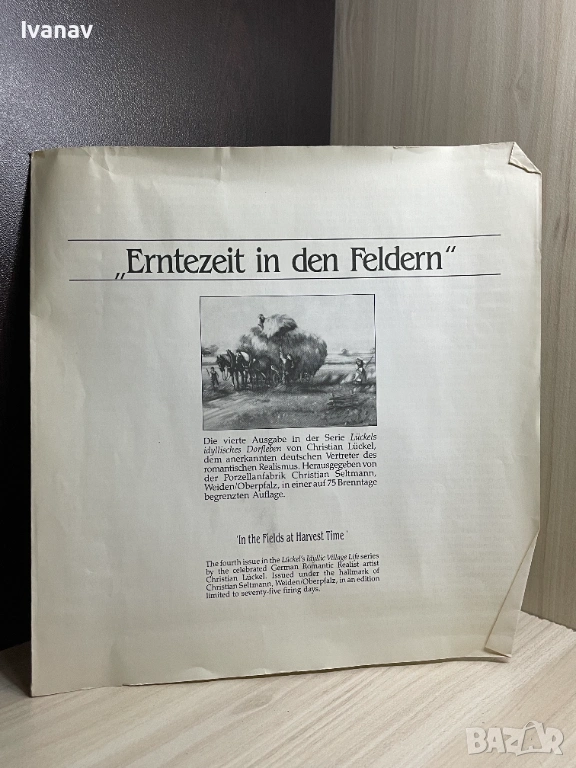 Ivanav
„Erntezeit in den Feldern“
Die vierte Ausgabe in der Serie Lückels
idyllisches Dorfleben von Christian Lückel,
dem anerkannten deutschen Vertreter des
romantischen Realismus. Herausgegeben von
der Porzellanfabrik Christian Seltmann,
Weiden/Oberpfalz, in einer auf 75 Brenntage
begrenzten Auflage.
"In the Fields at Harvest Time"
The fourth issue in the Lückel's Idyllic Village Life series
by the celebrated German Romantic Realist artist
Christian Lückel. Issued under the hallmark of
Christian Seltmann, Weiden/Oberpfalz, in an edition
limited to seventy-five firing days.
BAZAR